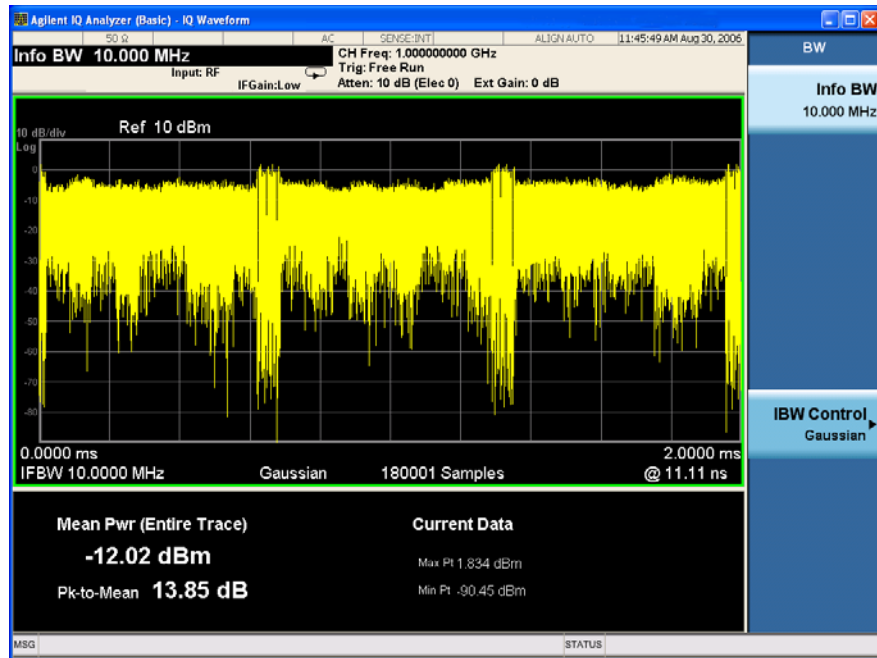 Agilent IQ Analyzer (Basic) - IQ Waveform
50 Ω AC SENSE:INT ALIGN AUTO 11:45:49 AM Aug 30, 2006
Info BW 10.000 MHz
Input: RF
IFGain:Low
CH Freq: 1.000000000 GHz
Trig: Free Run
Atten: 10 dB (Elec 0) Ext Gain: 0 dB
BW
Info BW
10.000 MHz
IBW Control
Gaussian
10 dB/div
Log
Ref 10 dBm
0
-10
-20
-30
-40
-50
-60
-70
-80
0.0000 ms 2.0000 ms
IFBW 10.0000 MHz Gaussian 180001 Samples @ 11.11 ns
Mean Pwr (Entire Trace)
-12.02 dBm
Pk-to-Mean 13.85 dB
Current Data
Max Pt 1.834 dBm
Min Pt -90.45 dBm
MSG STATUS